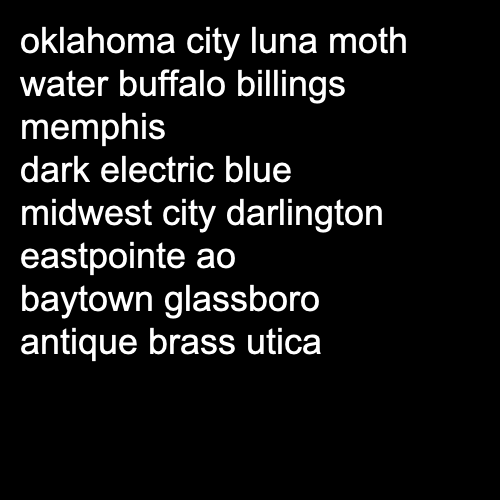 oklahoma city luna moth
water buffalo billings
memphis
dark electric blue
midwest city darlington
eastpointe ao
baytown glassboro
antique brass utica